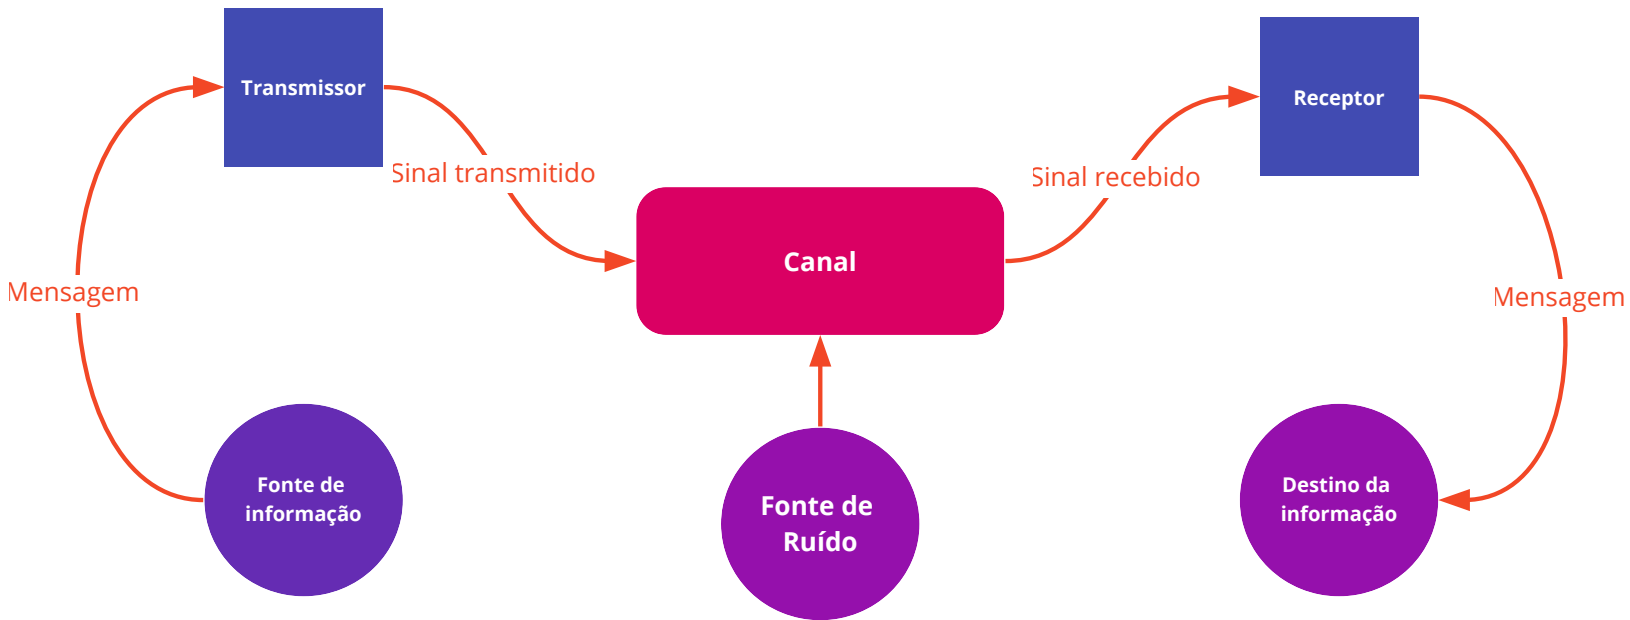 Transmissor
Receptor
Sinal transmitido
Sinal recebido
Canal
Mensagem
Mensagem
Fonte de
informação
Fonte de
Ruído
Destino da
informação